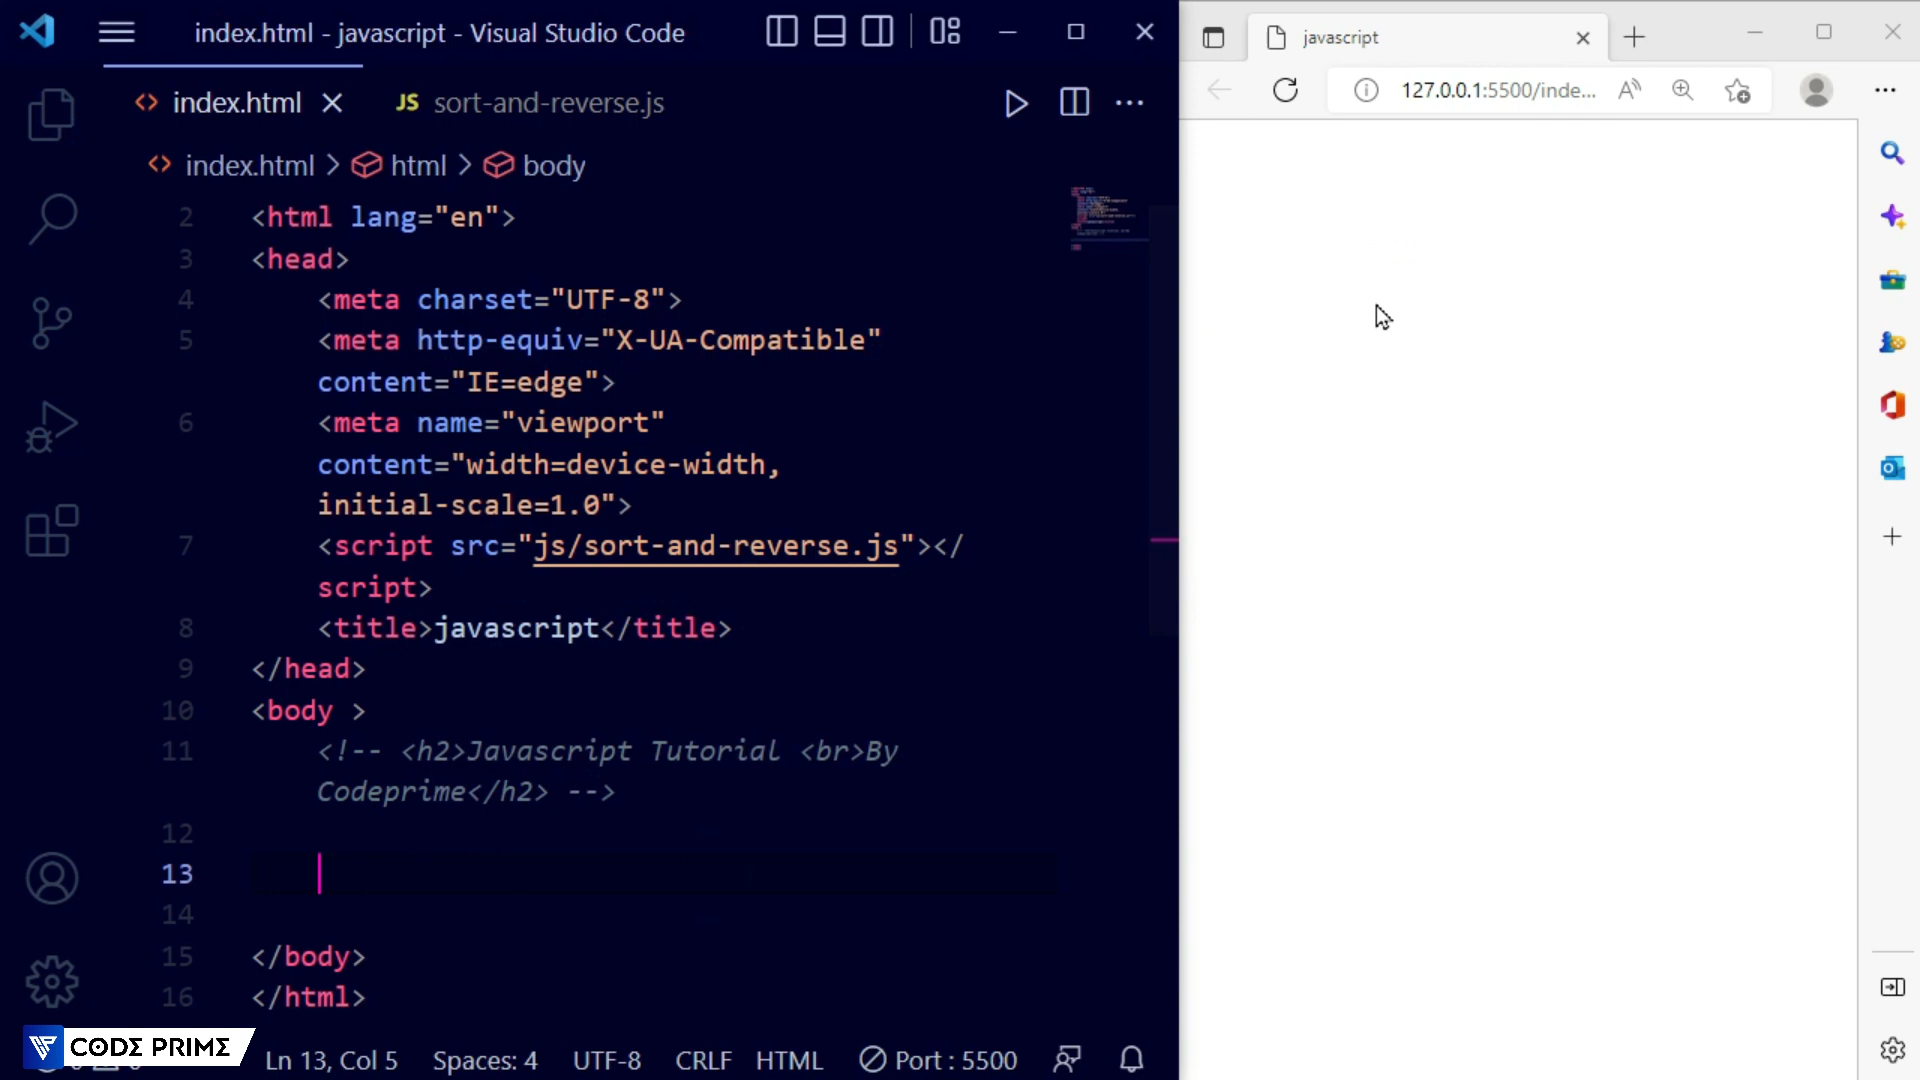 index.html - javascript - Visual Studio Code
index.html
JS sort-and-reverse.js
index.html > html > body
2 <html lang="en">
3 <head>
4 <meta charset="UTF-8">
5 <meta http-equiv="X-UA-Compatible"
content="IE=edge">
6 <meta name="viewport"
content="width=device-width,
initial-scale=1.0">
7 <script src="js/sort-and-reverse.js"></
script>
8 <title>javascript</title>
9 </head>
10 <body >
11 <!-- <h2>Javascript Tutorial <br>By
Codeprime</h2> -->
12
13
14
15 </body>
16 </html>
CODΣ PRIMΣ
Ln 13, Col 5 Spaces: 4 UTF-8 CRLF HTML Port : 5500
javascript
127.0.0.1:5500/inde...